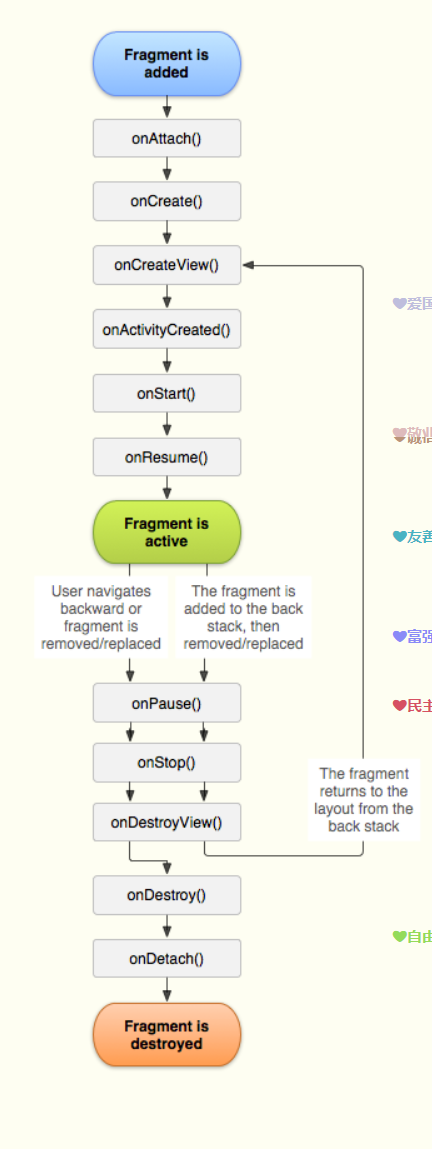 Fragment is
added
onAttach()
onCreate()
onCreateView()
♥爱国
onActivityCreated()
onStart()
♥敬业
onResume()
Fragment is
active
♥友善
User navigates
backward or
fragment is
removed/replaced
The fragment is
added to the back
stack, then
removed/replaced
♥富强
onPause()
♥民主
onStop()
The fragment
returns to the
layout from the
back stack
onDestroyView()
onDestroy()
♥自由
onDetach()
Fragment is
destroyed